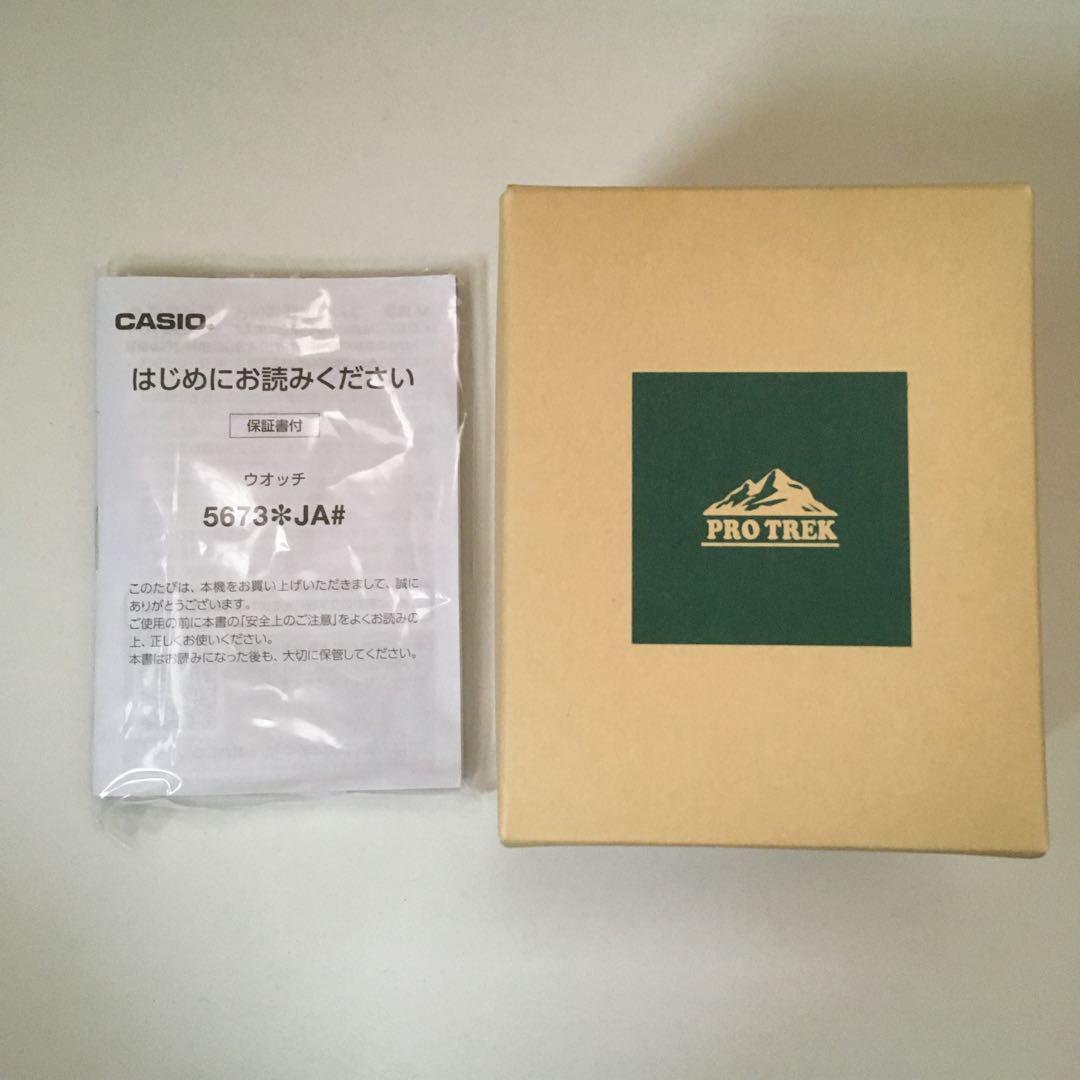 CASIO®
はじめにお読みください
保証書付
ウオッチ
5673✻JA#
このたびは、本機をお買い上げいただきまして、誠に
ありがとうございます。
ご使用の前に本書の「安全上のご注意」をよくお読みの
上、正しくお使いください。
本書はお読みになった後も、大切に保管してください。
PRO TREK